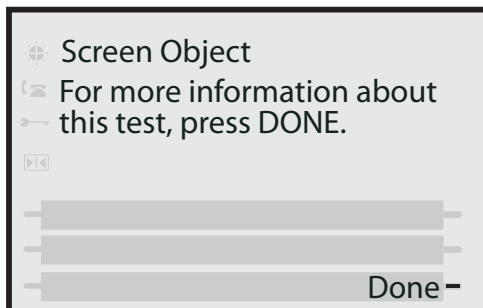 Screen Object
For more information about
this test, press DONE.
Done